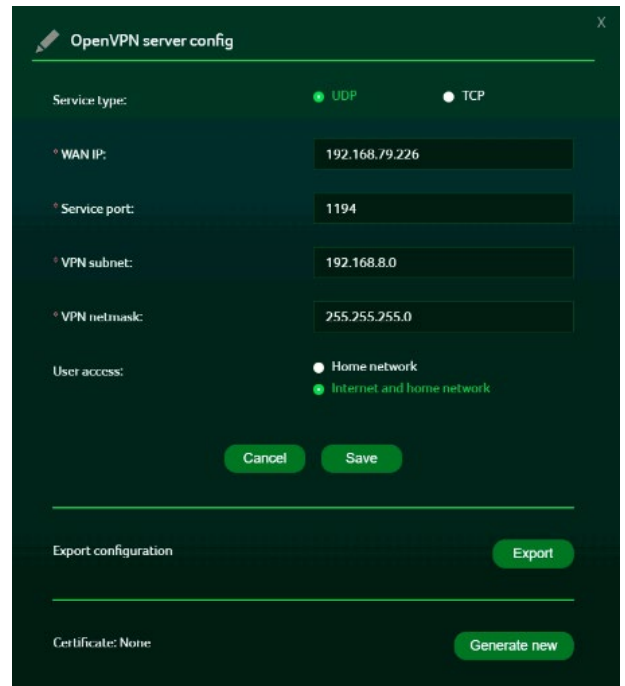 X
OpenVPN server config
Service type: UDP TCP
* WAN IP: 192.168.79.226
* Service port: 1194
* VPN subnet: 192.168.8.0
* VPN netmask: 255.255.255.0
User access: Home network
Internet and home network
Cancel Save
Export configuration Export
Certificate: None Generate new